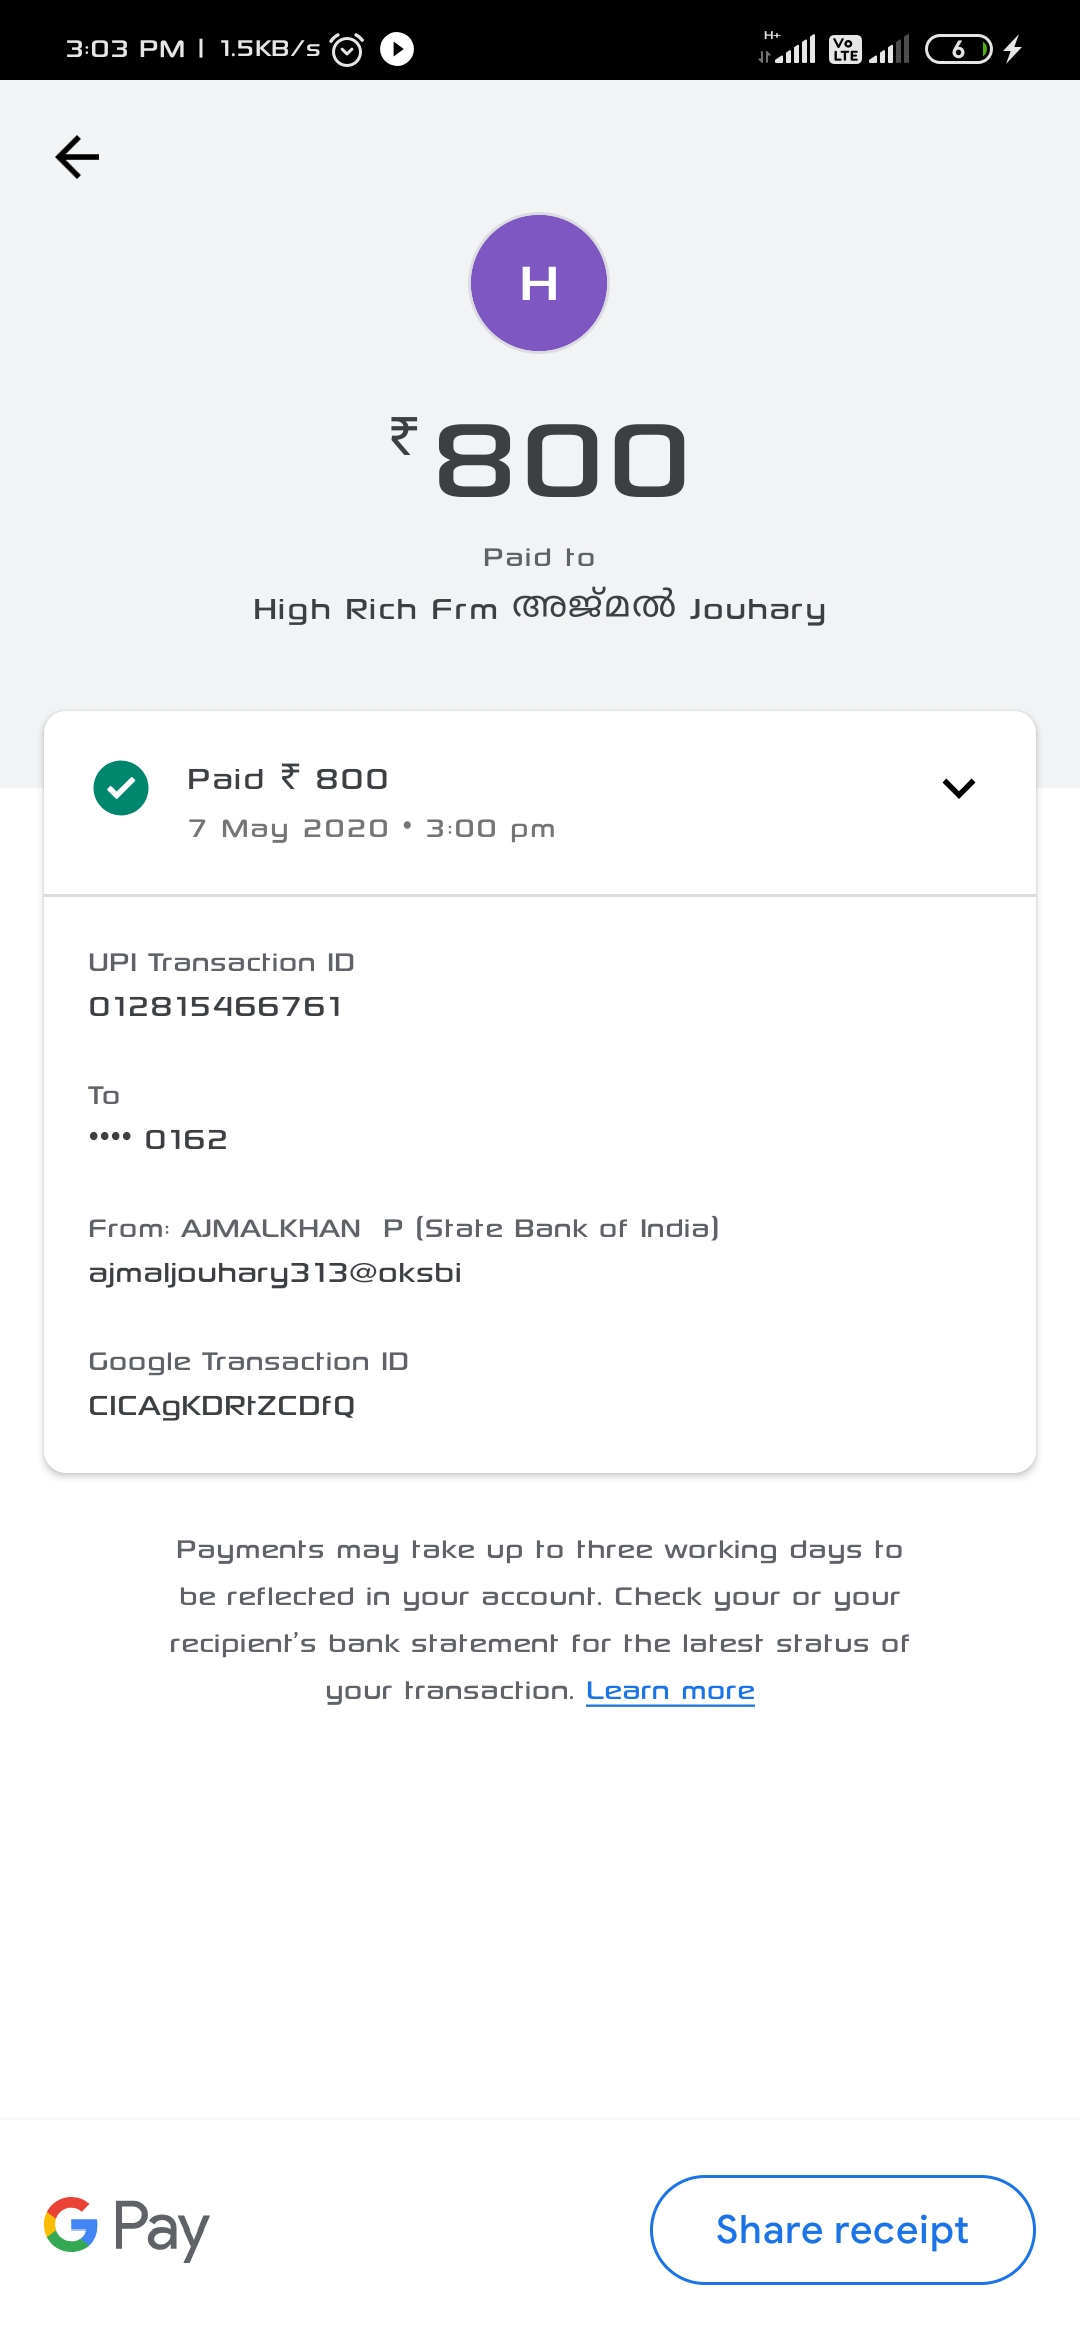 3:03 PM | 1.5KB/s
H+
Vo LTE
6
H
₹800
Paid to
High Rich Frm അജ്മൽ Jouhary
Paid ₹ 800
7 May 2020 • 3:00 pm
UPI Transaction ID
012815466761
To
•••• 0162
From: AJMALKHAN  P (State Bank of India)
ajmaljouhary313@oksbi
Google Transaction ID
CICAgKDRtZCDfQ
Payments may take up to three working days to
be reflected in your account. Check your or your
recipient's bank statement for the latest status of
your transaction. Learn more
G Pay
Share receipt